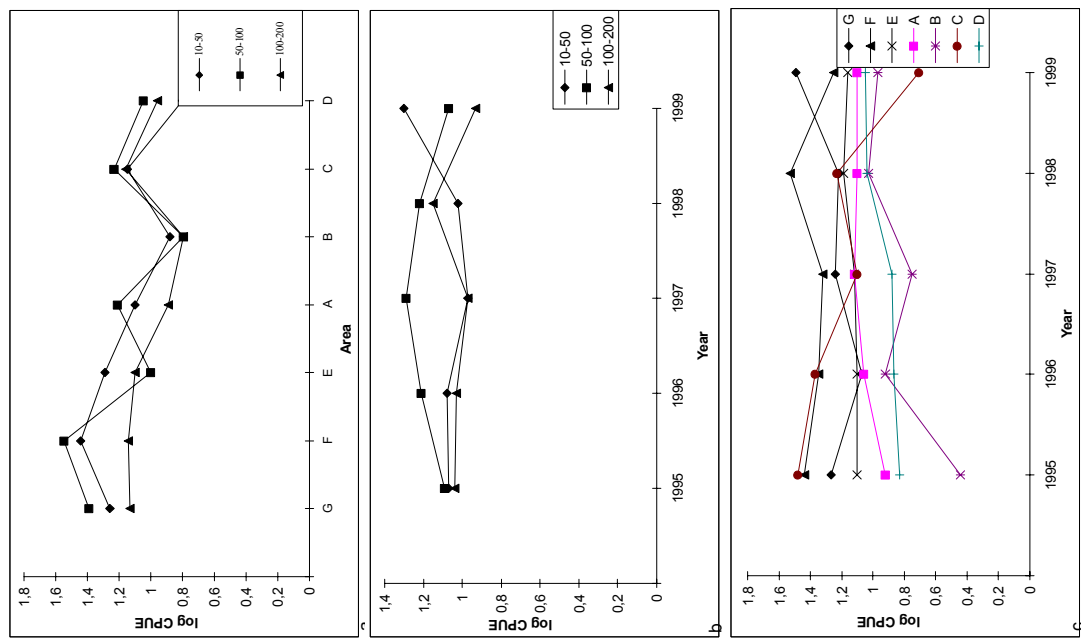 1,8
1,6
1,4
1,2
1
0,8
0,6
0,4
0,2
0
log CPUE
G
F
E
A
B
C
D
Area
10-50
50-100
100-200
1,4
1,2
1
0,8
0,6
0,4
0,2
0
log CPUE
1995
1996
1997
1998
1999
Year
10-50
50-100
100-200
b
1,8
1,6
1,4
1,2
1
0,8
0,6
0,4
0,2
0
log CPUE
1995
1996
1997
1998
1999
Year
G
F
E
A
B
C
D
c